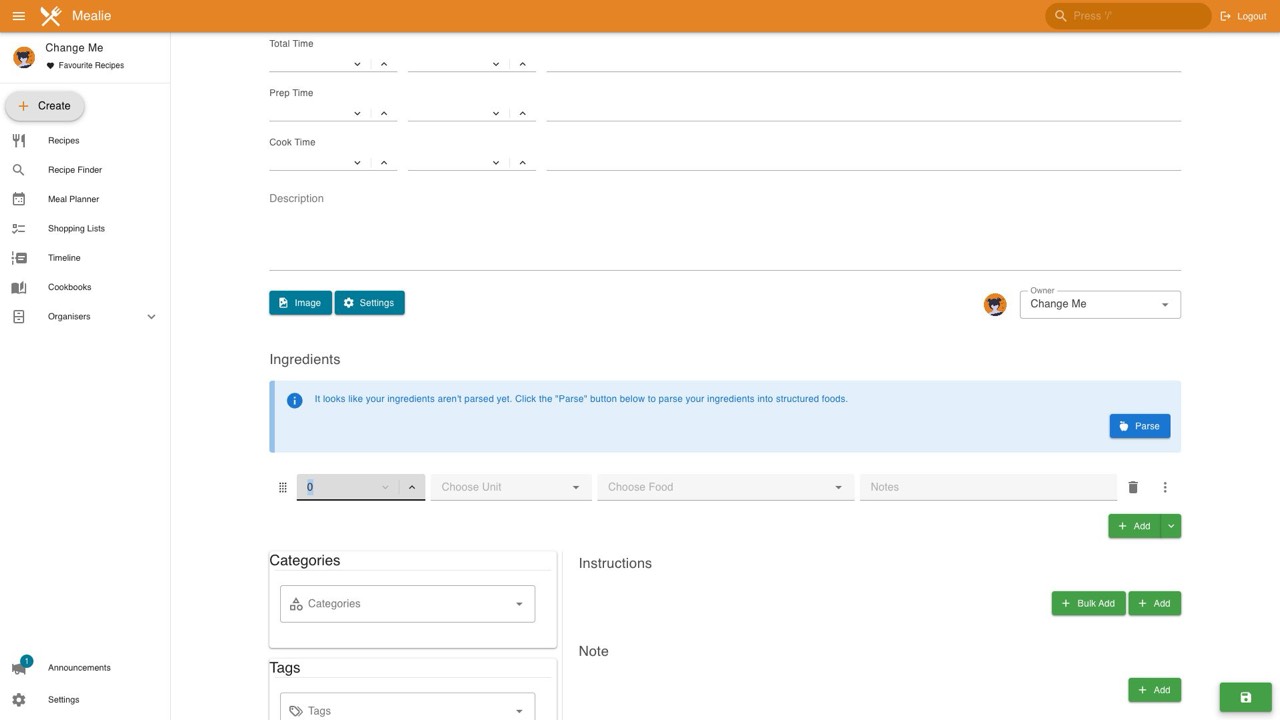 Mealie
Press '/'
Logout
Change Me
Favourite Recipes
Create
Recipes
Recipe Finder
Meal Planner
Shopping Lists
Timeline
Cookbooks
Organisers
1
Announcements
Settings
Total Time
Prep Time
Cook Time
Description
Image
Settings
Owner
Change Me
Ingredients
It looks like your ingredients aren't parsed yet. Click the "Parse" button below to parse your ingredients into structured foods.
Parse
0
Choose Unit
Choose Food
Notes
Add
Categories
Categories
Tags
Tags
Instructions
Bulk Add
Add
Note
Add